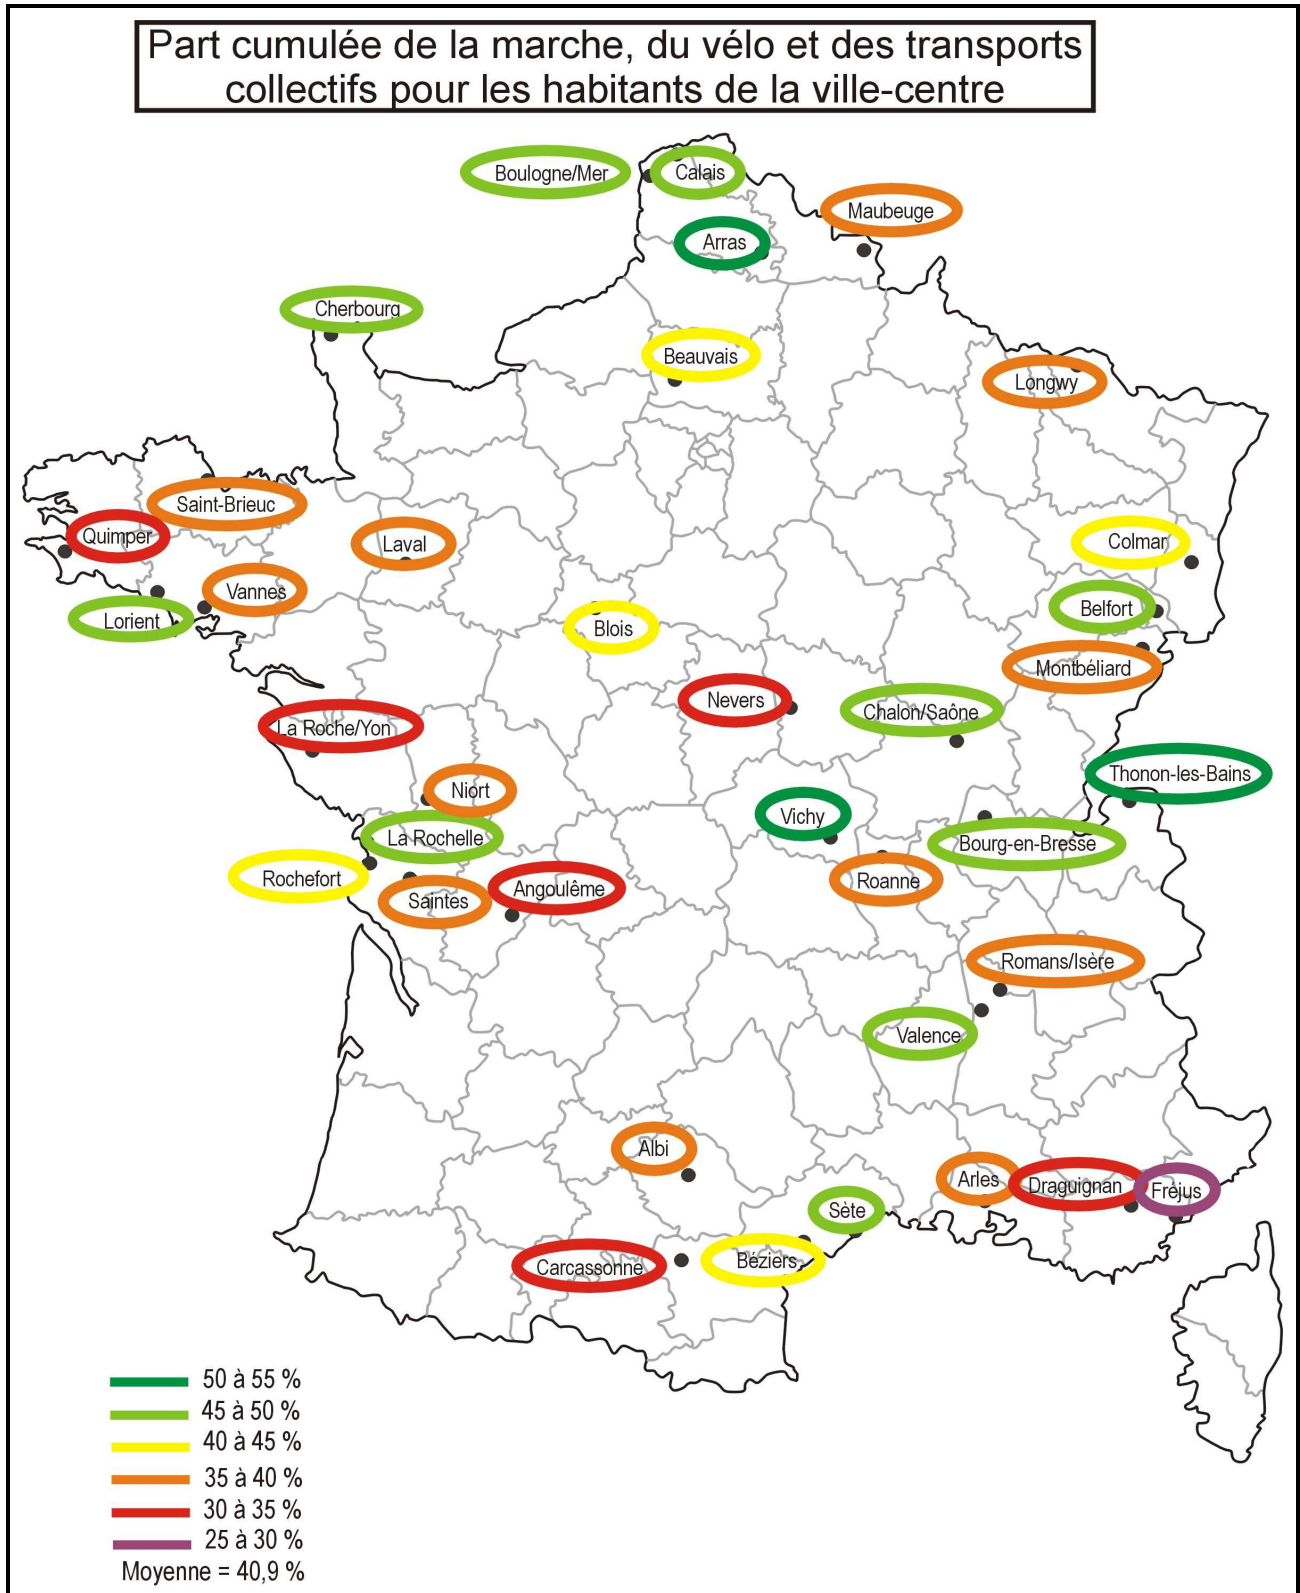 Part cumulée de la marche, du vélo et des transports
collectifs pour les habitants de la ville-centre
Boulogne/Mer
Calais
Maubeuge
Arras
Cherbourg
Beauvais
Longwy
Saint-Brieuc
Quimper
Laval
Colmar
Vannes
Lorient
Blois
Belfort
Montbéliard
Nevers
Chalon/Saône
La Roche/Yon
Thonon-les-Bains
Niort
Vichy
La Rochelle
Bourg-en-Bresse
Rochefort
Angoulême
Roanne
Saintes
Romans/Isère
Valence
Albi
Arles
Draguignan
Fréjus
Sète
Carcassonne
Béziers
50 à 55 %
45 à 50 %
40 à 45 %
35 à 40 %
30 à 35 %
25 à 30 %
Moyenne = 40,9 %